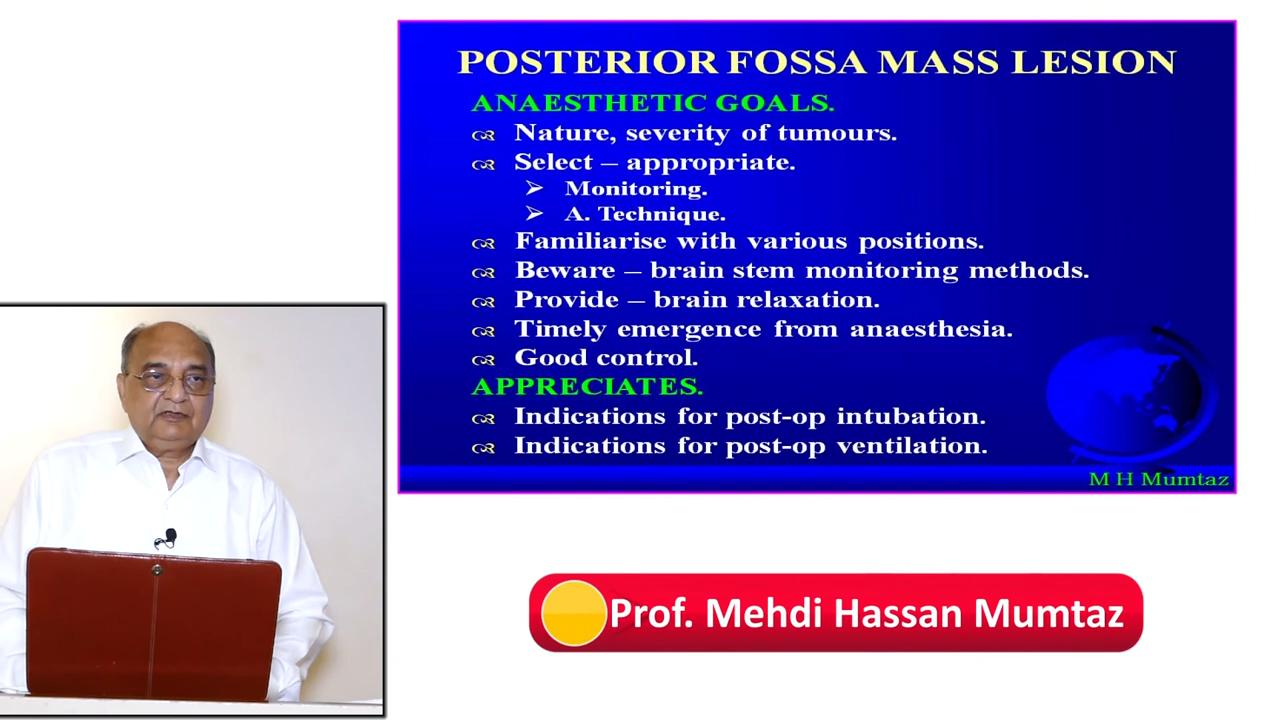 POSTERIOR FOSSA MASS LESION
ANAESTHETIC GOALS.
Nature, severity of tumours.
Select – appropriate.
Monitoring.
A. Technique.
Familiarise with various positions.
Beware – brain stem monitoring methods.
Provide – brain relaxation.
Timely emergence from anaesthesia.
Good control.
APPRECIATES.
Indications for post-op intubation.
Indications for post-op ventilation.
M H Mumtaz
Prof. Mehdi Hassan Mumtaz